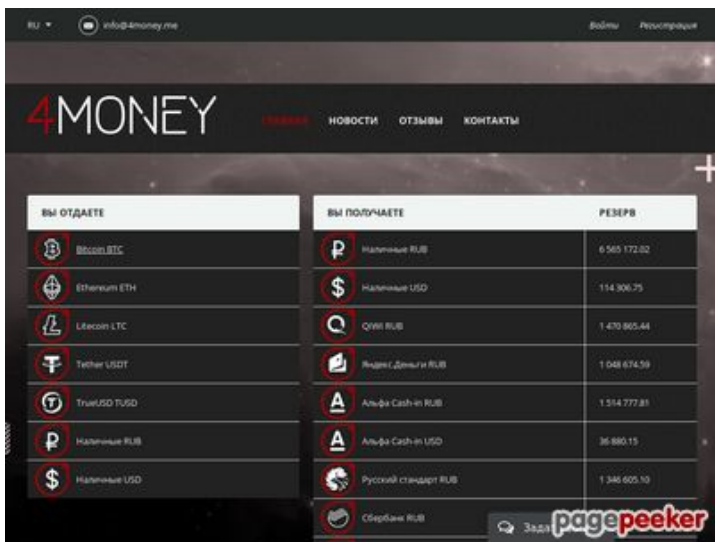 RU
info@4money.me
Войти Регистрация
4MONEY
ГЛАВНАЯ НОВОСТИ ОТЗЫВЫ КОНТАКТЫ
ВЫ ОТДАЕТЕ
Bitcoin BTC
Ethereum ETH
Litecoin LTC
Tether USDT
TrueUSD TUSD
Наличные RUB
Наличные USD
ВЫ ПОЛУЧАЕТЕ РЕЗЕРВ
Наличные RUB 6 565 172.02
Наличные USD 114 306.75
QIWI RUB 1 470 865.44
Яндекс.Деньги RUB 1 048 674.59
Альфа Cash-in RUB 1 514 777.81
Альфа Cash-in USD 36 880.15
Русский стандарт RUB 1 346 605.10
Сбербанк RUB
pagepeeker